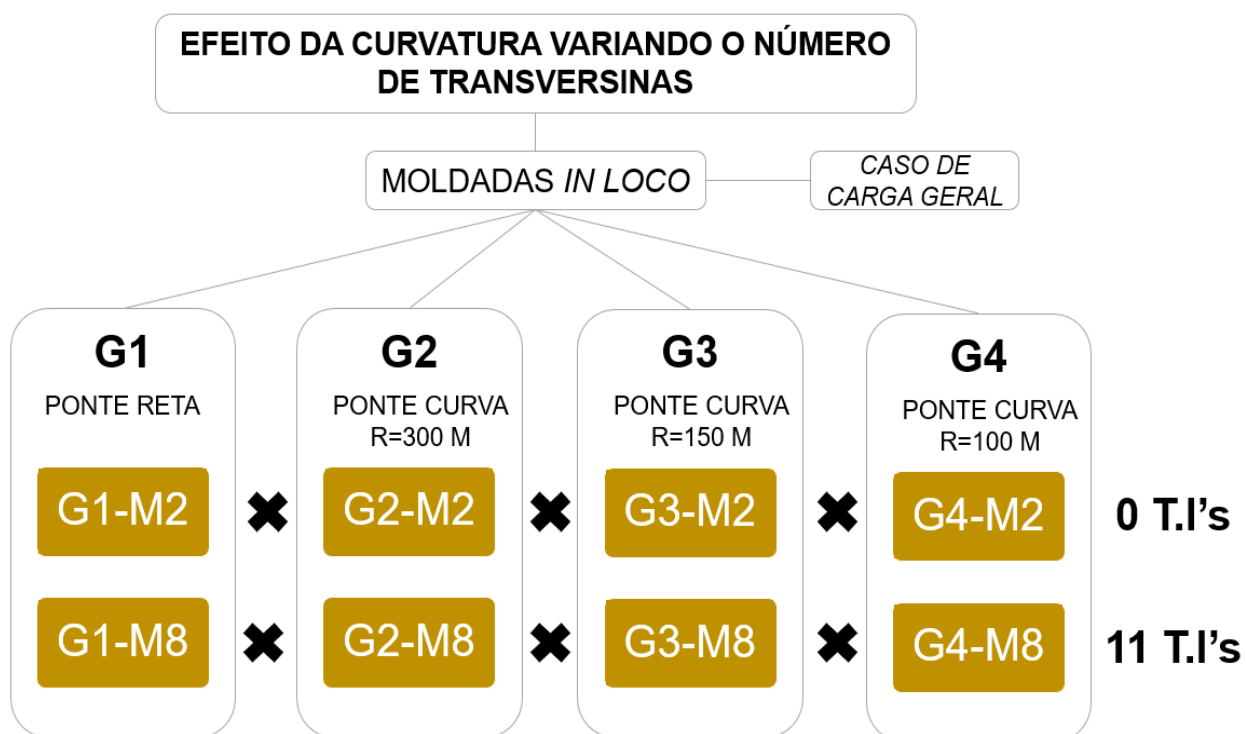 EFEITO DA CURVATURA VARIANDO O NÚMERO
DE TRANSVERSINAS
MOLDADAS IN LOCO
CASO DE
CARGA GERAL
G1
PONTE RETA
G2
PONTE CURVA
R=300 M
G3
PONTE CURVA
R=150 M
G4
PONTE CURVA
R=100 M
G1-M2
G2-M2
G3-M2
G4-M2
0 T.I’s
G1-M8
G2-M8
G3-M8
G4-M8
11 T.I’s